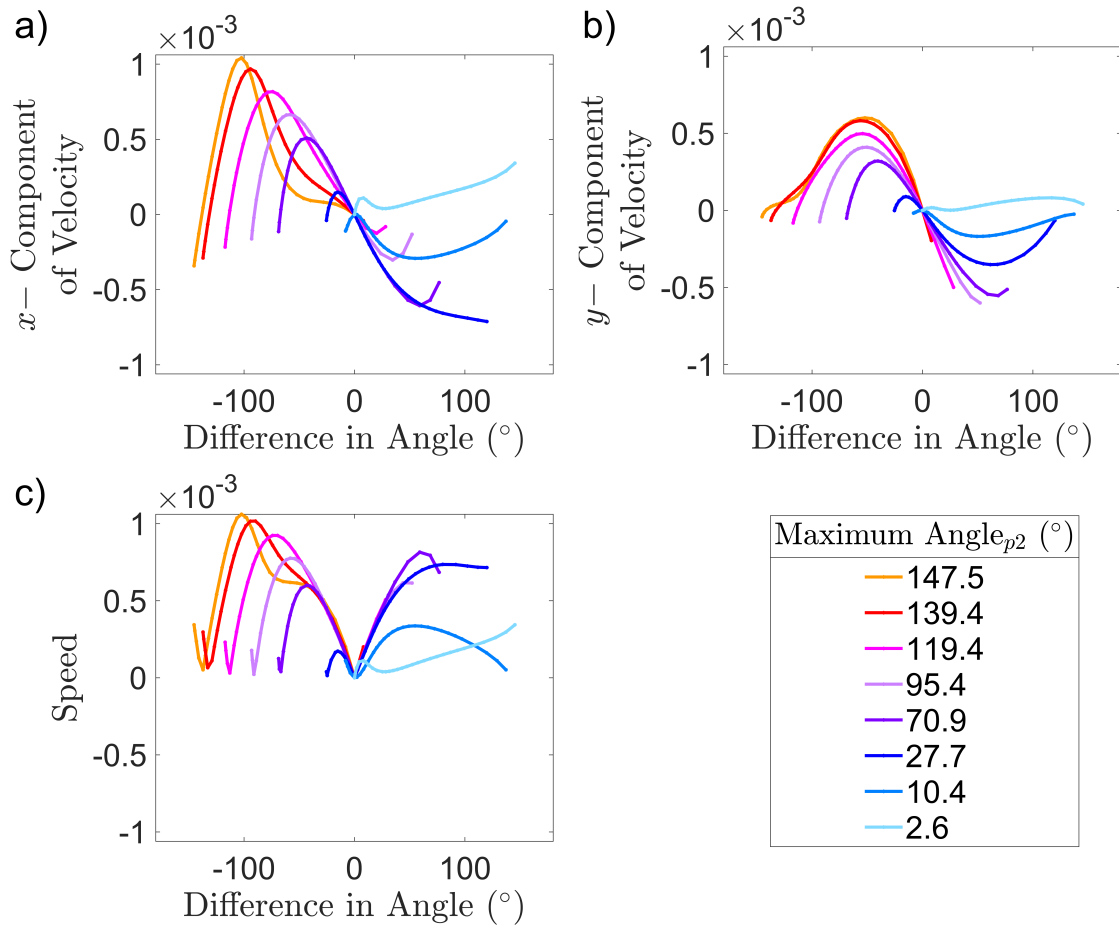 a)
×10⁻³
1
0.5
0
-0.5
-1
x− Component
of Velocity
-100 0 100
Difference in Angle (°)
b)
×10⁻³
1
0.5
0
-0.5
-1
y− Component
of Velocity
-100 0 100
Difference in Angle (°)
c)
×10⁻³
1
0.5
0
-0.5
-1
Speed
-100 0 100
Difference in Angle (°)
Maximum Angle_{p2} (°)
147.5
139.4
119.4
95.4
70.9
27.7
10.4
2.6